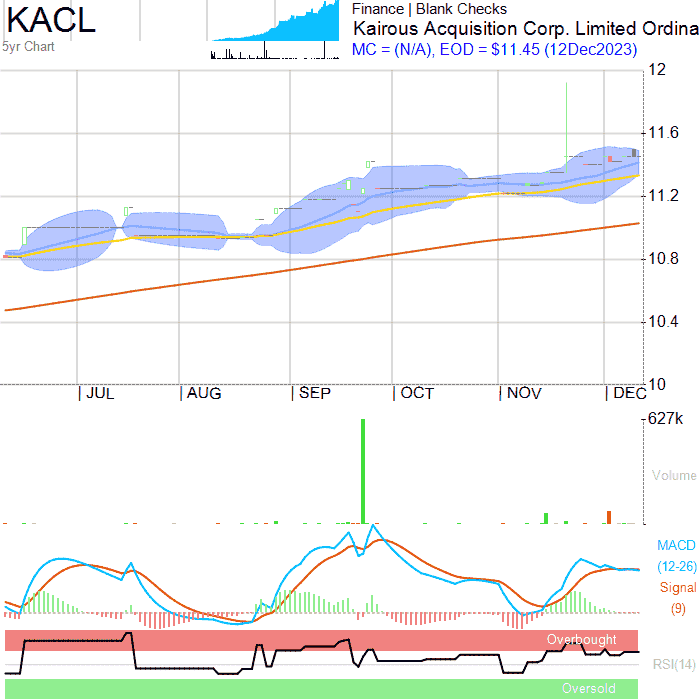 KACL
5yr Chart
Finance | Blank Checks
Kairous Acquisition Corp. Limited Ordina
MC = (N/A), EOD = $11.45 (12Dec2023)
12
11.6
11.2
10.8
10.4
10
JUL
AUG
SEP
OCT
NOV
DEC
627k
Volume
MACD
(12-26)
Signal
(9)
Overbought
RSI(14)
Oversold